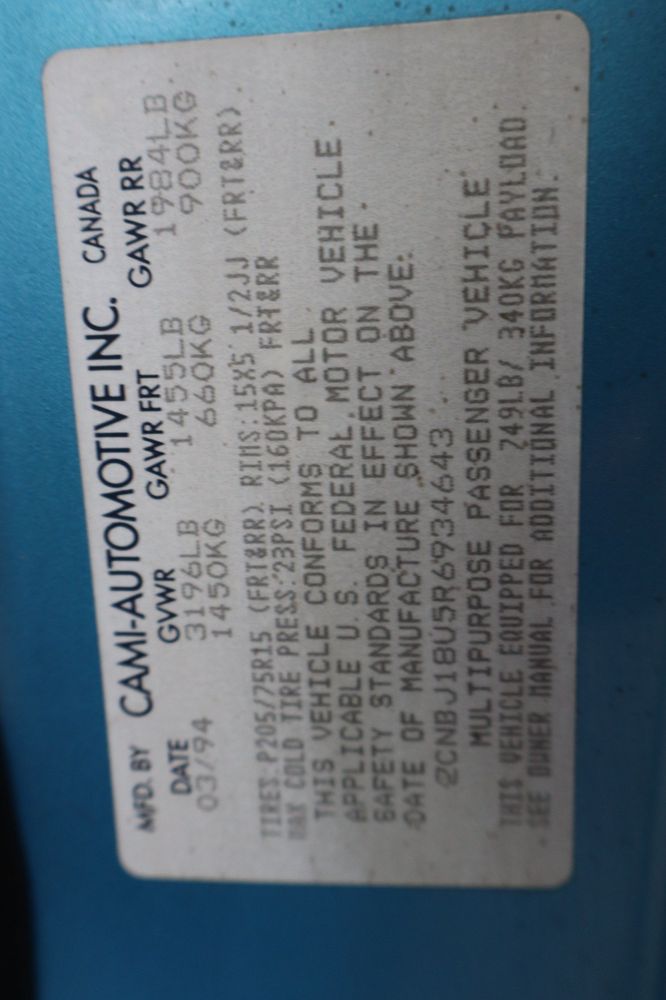 MFD. BY CAMI-AUTOMOTIVE INC. CANADA
DATE GVWR GAWR FRT GAWR RR
03/94 3196LB 1455LB 1984LB
1450KG 660KG 900KG
TIRES:P205/75R15 (FRT&RR) RIMS:15X5 1/2JJ (FRT&RR)
MAX COLD TIRE PRESS:23PSI (160KPA) FRT&RR
THIS VEHICLE CONFORMS TO ALL
APPLICABLE U.S. FEDERAL MOTOR VEHICLE
SAFETY STANDARDS IN EFFECT ON THE
DATE OF MANUFACTURE SHOWN ABOVE:
2CNBJ18U5R6934643
MULTIPURPOSE PASSENGER VEHICLE
THIS VEHICLE EQUIPPED FOR 749LB/ 340KG PAYLOAD.
SEE OWNER MANUAL FOR ADDITIONAL INFORMATION.